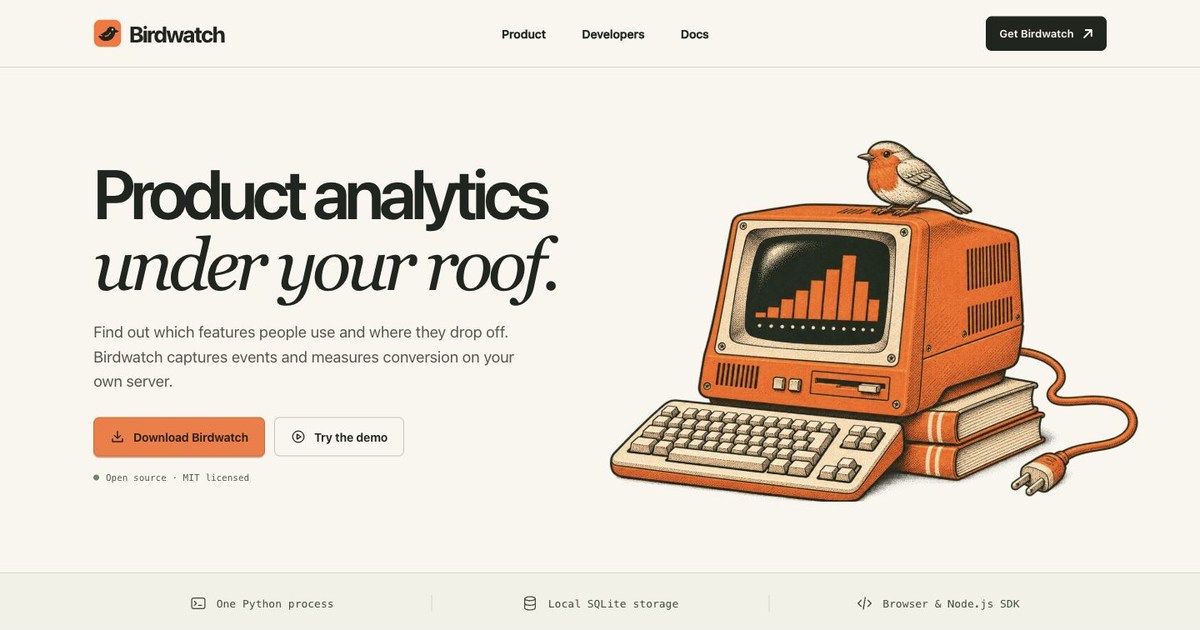 Birdwatch
Product
Developers
Docs
Get Birdwatch
Product analytics
under your roof.
Find out which features people use and where they drop off.
Birdwatch captures events and measures conversion on your
own server.
Download Birdwatch
Try the demo
Open source · MIT licensed
One Python process
Local SQLite storage
Browser & Node.js SDK